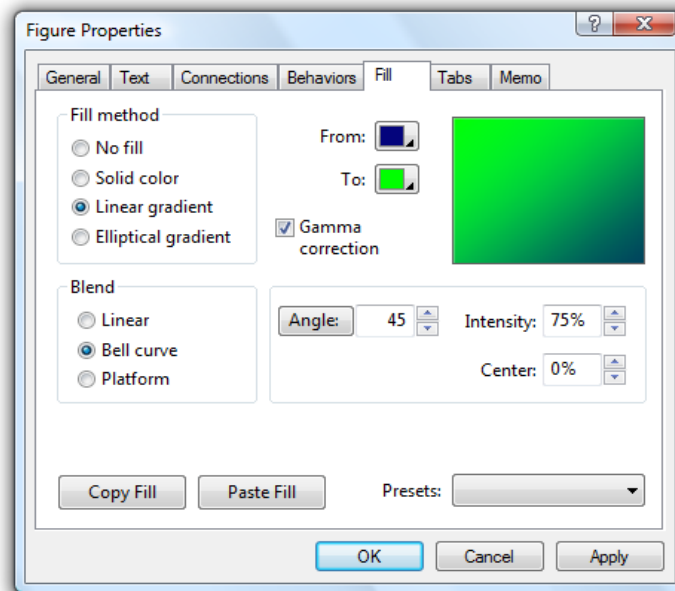 Figure Properties
?
General Text Connections Behaviors Fill Tabs Memo
Fill method
No fill
Solid color
Linear gradient
Elliptical gradient
From:
To:
Gamma
correction
Blend
Linear
Bell curve
Platform
Angle: 45
Intensity: 75%
Center: 0%
Copy Fill Paste Fill Presets:
OK Cancel Apply